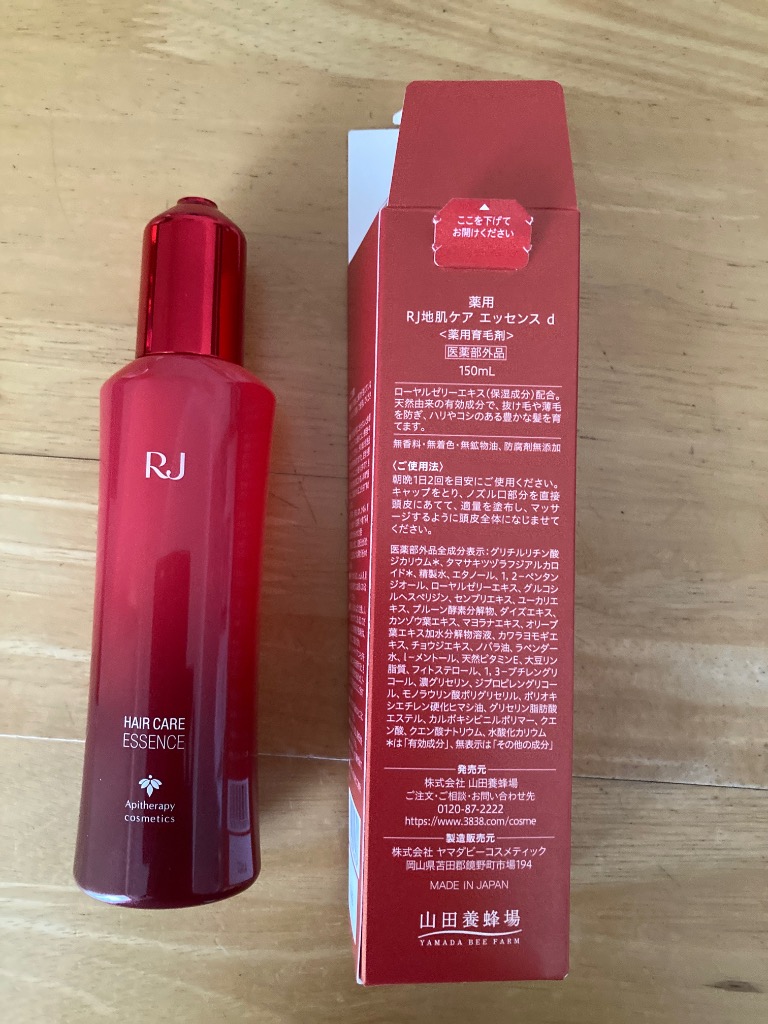 RJ
HAIR CARE
ESSENCE
Apitherapy
cosmetics
ここを下げて
お開けください
薬用
RJ地肌ケア エッセンス d
<薬用育毛剤>
医薬部外品
150mL
ローヤルゼリーエキス(保湿成分)配合。
天然由来の有効成分で、抜け毛や薄毛
を防ぎ、ハリやコシのある豊かな髪を育
てます。
無香料・無着色・無鉱物油、防腐剤無添加
〈ご使用法〉
朝晩1日2回を目安にご使用ください。
キャップをとり、ノズル口部分を直接
頭皮にあてて、適量を塗布し、マッサ
ージするように頭皮全体になじませて
ください。
医薬部外品全成分表示:グリチルリチン酸
ジカリウム*、タマサキツヅラフジアルカロ
イド*、精製水、エタノール、1,2-ペンタン
ジオール、ローヤルゼリーエキス、グルコシ
ルヘスペリジン、センブリエキス、ユーカリエ
キス、プルーン酵素分解物、ダイズエキス、
カンゾウ葉エキス、マヨラナエキス、オリーブ
葉エキス加水分解物溶液、カワラヨモギエ
キス、チョウジエキス、ノバラ油、ラベンダー
水、l-メントール、天然ビタミンE、大豆リン
脂質、フィトステロール、1,3-ブチレングリ
コール、濃グリセリン、ジプロピレングリコー
ル、モノラウリン酸ポリグリセリル、ポリオキ
シエチレン硬化ヒマシ油、グリセリン脂肪酸
エステル、カルボキシビニルポリマー、クエ
ン酸、クエン酸ナトリウム、水酸化カリウム
*は「有効成分」、無表示は「その他の成分」
発売元
株式会社 山田養蜂場
ご注文・ご相談・お問い合わせ先
0120-87-2222
https://www.3838.com/cosme
製造販売元
株式会社 ヤマダビーコスメティック
岡山県苫田郡鏡野町市場194
MADE IN JAPAN
山田養蜂場
YAMADA BEE FARM